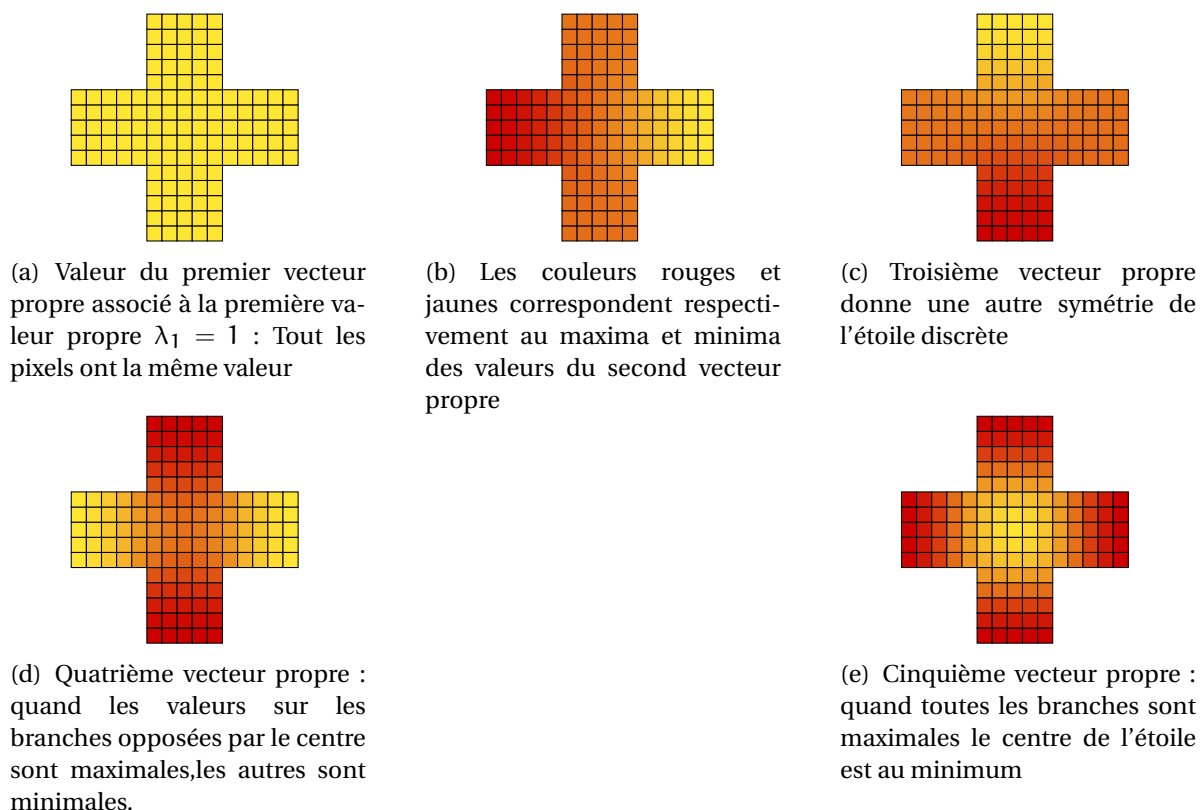 (a) Valeur du premier vecteur
propre associé à la première va-
leur propre λ₁ = 1 : Tout les
pixels ont la même valeur
(b) Les couleurs rouges et
jaunes correspondent respecti-
vement au maxima et minima
des valeurs du second vecteur
propre
(c) Troisième vecteur propre
donne une autre symétrie de
l'étoile discrète
(d) Quatrième vecteur propre :
quand les valeurs sur les
branches opposées par le centre
sont maximales,les autres sont
minimales.
(e) Cinquième vecteur propre :
quand toutes les branches sont
maximales le centre de l'étoile
est au minimum